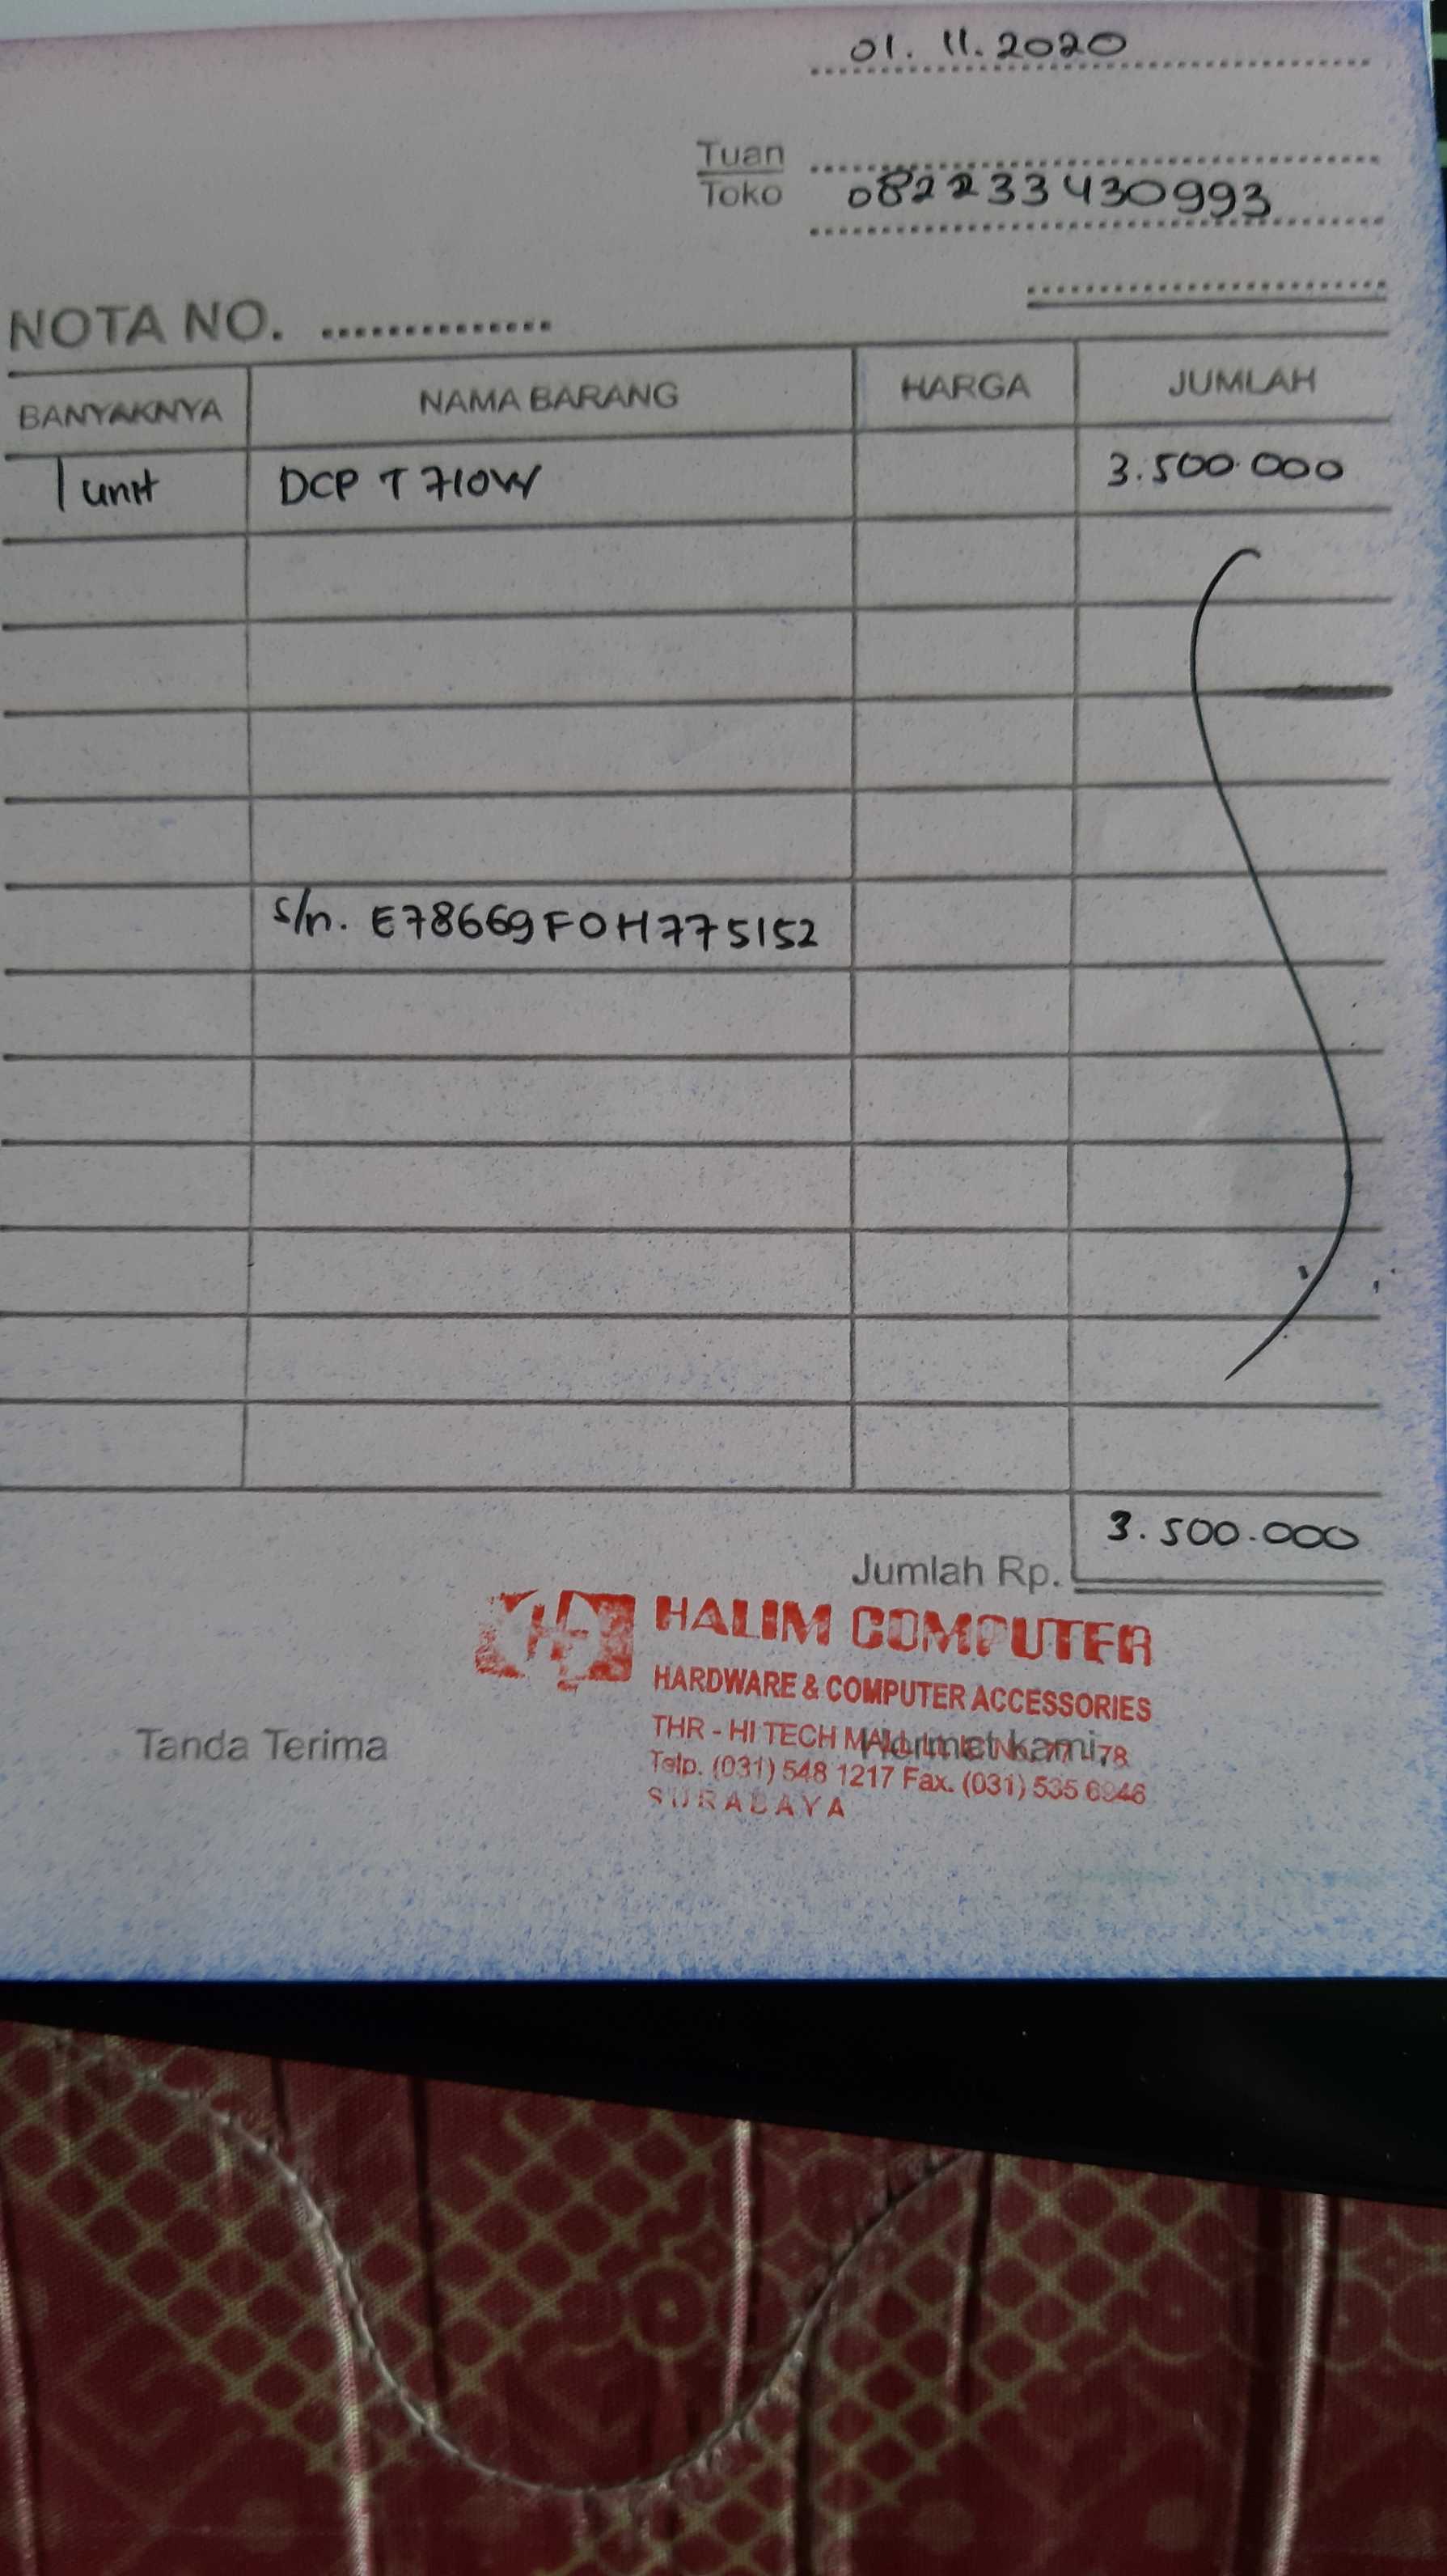 01.11.2020
Tuan
Toko 082233430993
NOTA NO. ..............
BANYAKNYA NAMA BARANG HARGA JUMLAH
1 unit DCP T710W 3.500.000
s/n. E78669F0H775152
Jumlah Rp. 3.500.000
HALIM COMPUTER
HARDWARE & COMPUTER ACCESSORIES
THR - HI TECH MALL 78
Telp. (031) 548 1217 Fax. (031) 535 6946
SURABAYA
Tanda Terima Hormat kami,